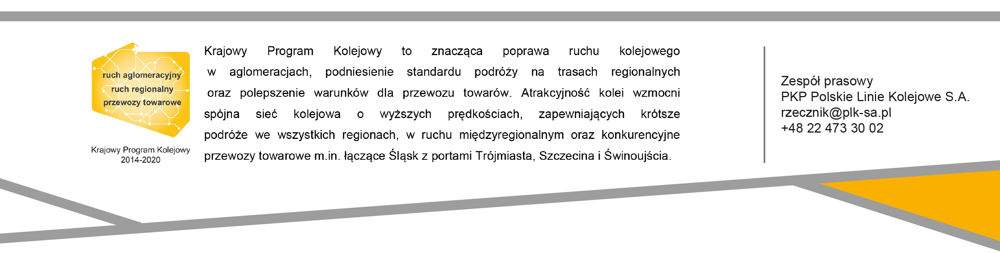 ruch aglomeracyjny
ruch regionalny
przewozy towarowe
Krajowy Program Kolejowy
2014-2020
Krajowy Program Kolejowy to znacząca poprawa ruchu kolejowego
w aglomeracjach, podniesienie standardu podróży na trasach regionalnych
oraz polepszenie warunków dla przewozu towarów. Atrakcyjność kolei wzmocni
spójna sieć kolejowa o wyższych prędkościach, zapewniających krótsze
podróże we wszystkich regionach, w ruchu międzyregionalnym oraz konkurencyjne
przewozy towarowe m.in. łączące Śląsk z portami Trójmiasta, Szczecina i Świnoujścia.
Zespół prasowy
PKP Polskie Linie Kolejowe S.A.
rzecznik@plk-sa.pl
+48 22 473 30 02